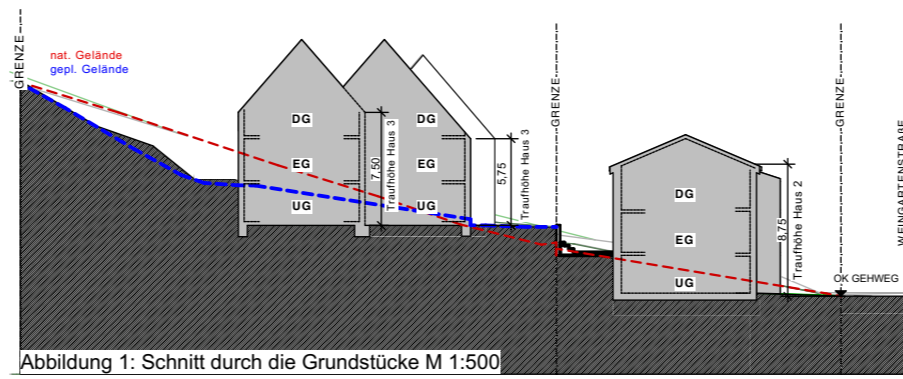 GRENZE
nat. Gelände
gepl. Gelände
DG
EG
UG
7,50
Traufhöhe Haus 3
DG
EG
UG
5,75
Traufhöhe Haus 3
GRENZE
DG
EG
UG
8,75
Traufhöhe Haus 2
GRENZE
OK GEHWEG
WEINGARTENSTRAßE
Abbildung 1: Schnitt durch die Grundstücke M 1:500